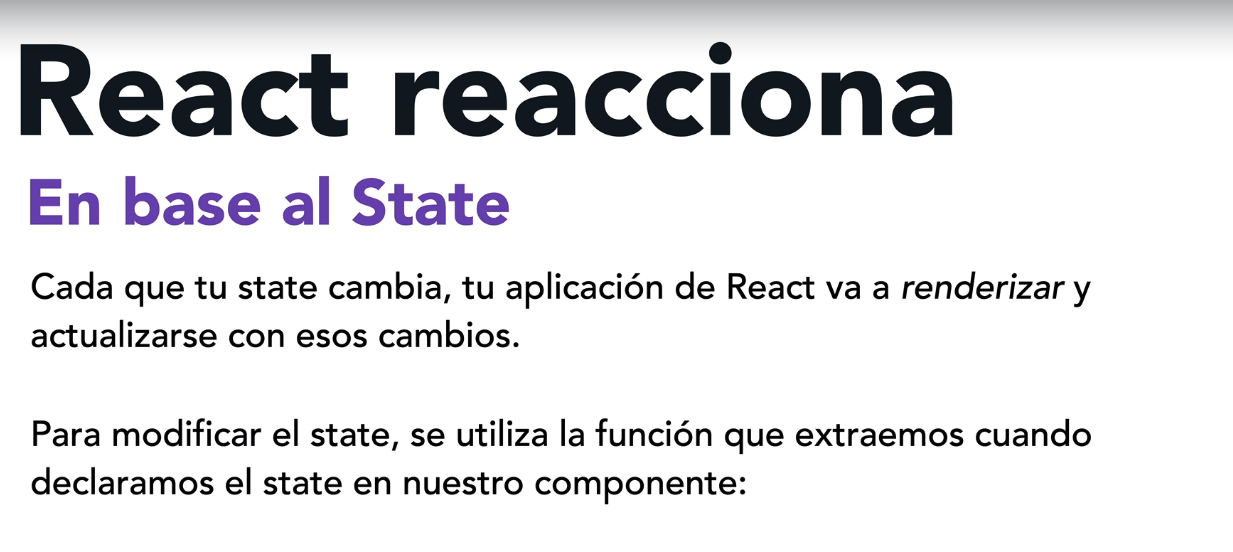 React reacciona
En base al State
Cada que tu state cambia, tu aplicación de React va a renderizar y
actualizarse con esos cambios.
Para modificar el state, se utiliza la función que extraemos cuando
declaramos el state en nuestro componente: